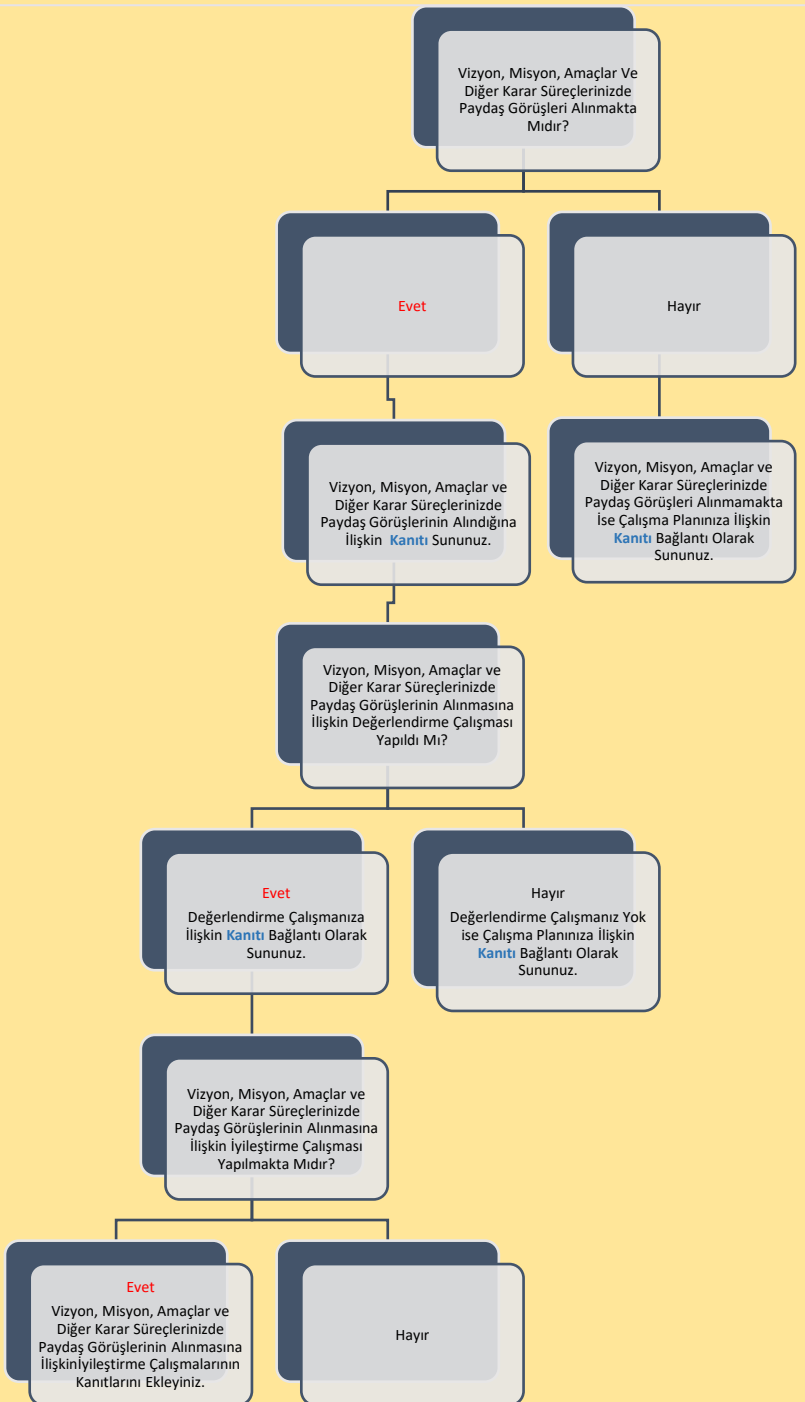 Vizyon, Misyon, Amaçlar Ve
Diğer Karar Süreçlerinizde
Paydaş Görüşleri Alınmakta
Mıdır?
Evet
Hayır
Vizyon, Misyon, Amaçlar ve
Diğer Karar Süreçlerinizde
Paydaş Görüşlerinin Alındığına
İlişkin Kanıtı Sununuz.
Vizyon, Misyon, Amaçlar ve
Diğer Karar Süreçlerinizde
Paydaş Görüşleri Alınmamakta
İse Çalışma Planınıza İlişkin
Kanıtı Bağlantı Olarak
Sununuz.
Vizyon, Misyon, Amaçlar ve
Diğer Karar Süreçlerinizde
Paydaş Görüşlerinin Alınmasına
İlişkin Değerlendirme Çalışması
Yapıldı Mı?
Evet
Değerlendirme Çalışmanıza
İlişkin Kanıtı Bağlantı Olarak
Sununuz.
Hayır
Değerlendirme Çalışmanız Yok
ise Çalışma Planınıza İlişkin
Kanıtı Bağlantı Olarak
Sununuz.
Vizyon, Misyon, Amaçlar ve
Diğer Karar Süreçlerinizde
Paydaş Görüşlerinin Alınmasına
İlişkin İyileştirme Çalışması
Yapılmakta Mıdır?
Evet
Vizyon, Misyon, Amaçlar ve
Diğer Karar Süreçlerinizde
Paydaş Görüşlerinin Alınmasına
İlişkinİyileştirme Çalışmalarının
Kanıtlarını Ekleyiniz.
Hayır